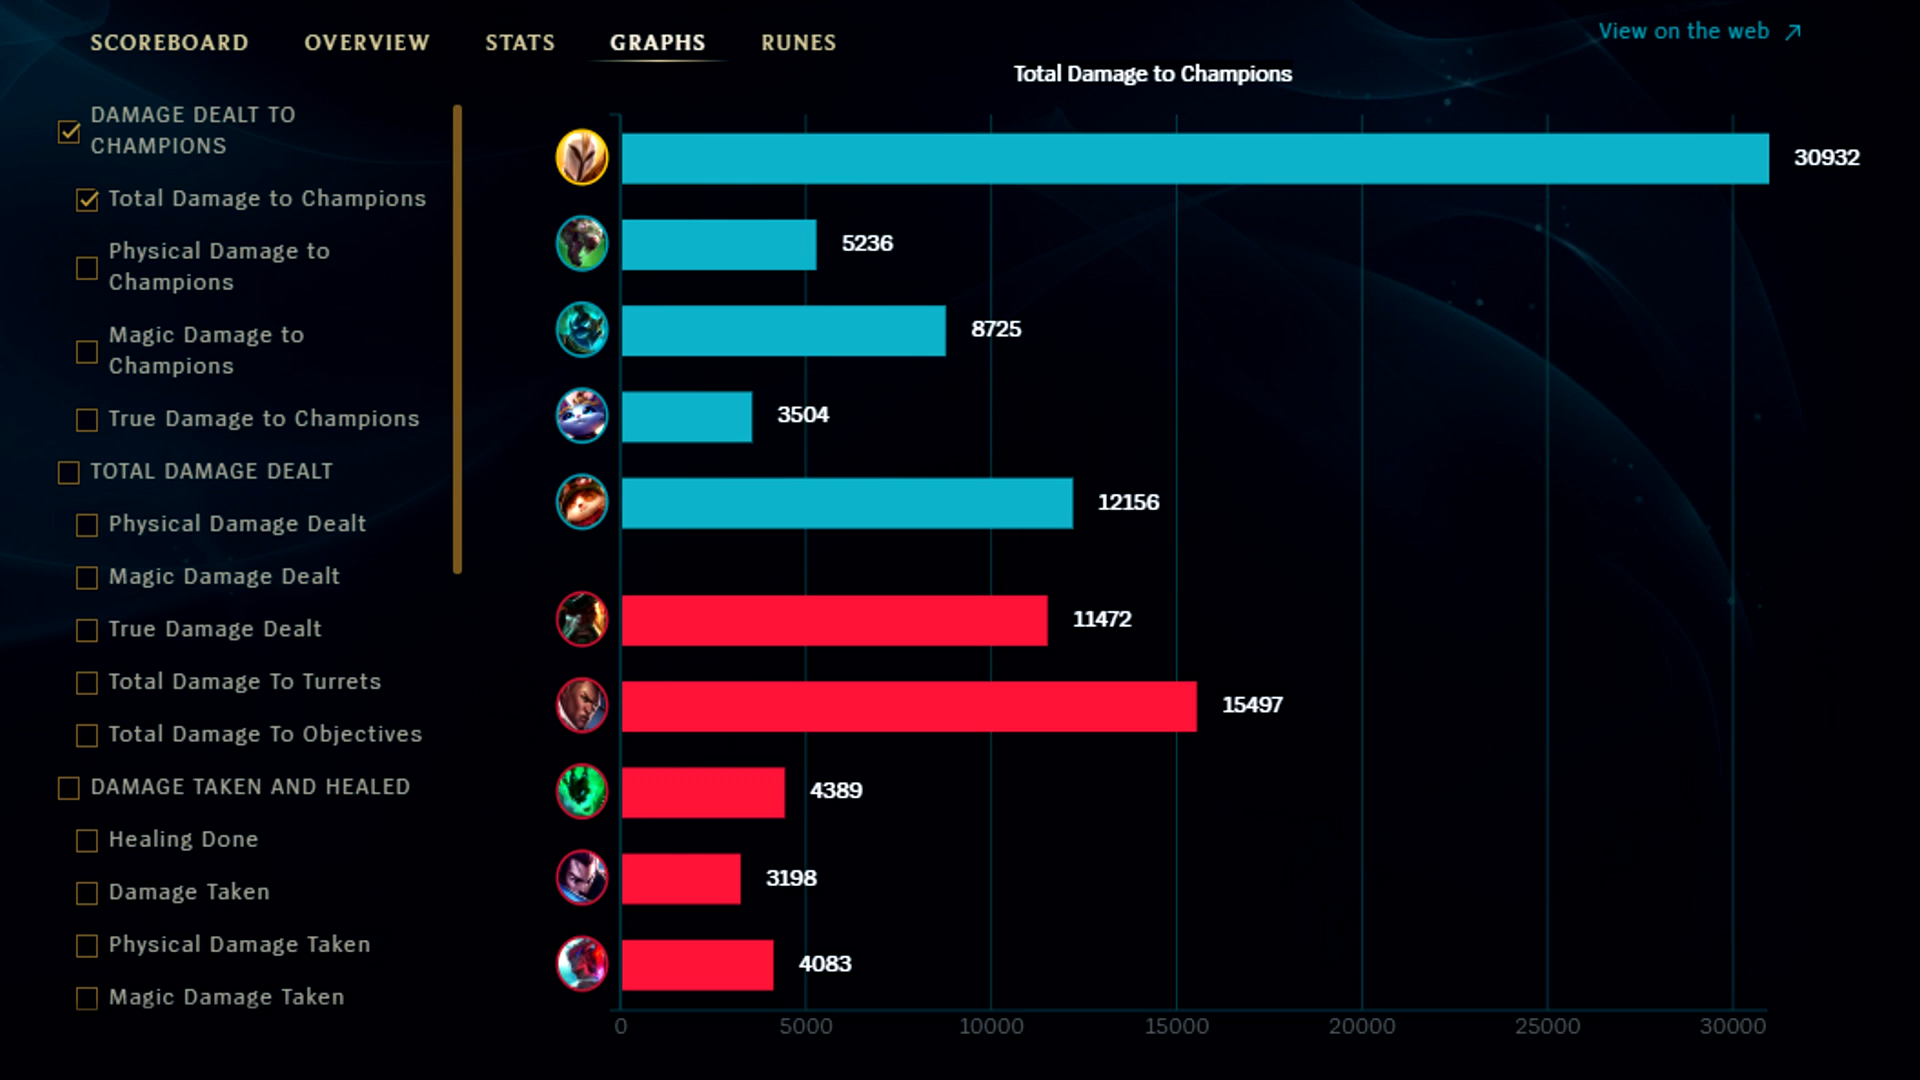 SCOREBOARD OVERVIEW STATS GRAPHS RUNES
View on the web
Total Damage to Champions
DAMAGE DEALT TO
CHAMPIONS
Total Damage to Champions
Physical Damage to
Champions
Magic Damage to
Champions
True Damage to Champions
TOTAL DAMAGE DEALT
Physical Damage Dealt
Magic Damage Dealt
True Damage Dealt
Total Damage To Turrets
Total Damage To Objectives
DAMAGE TAKEN AND HEALED
Healing Done
Damage Taken
Physical Damage Taken
Magic Damage Taken
30932
5236
8725
3504
12156
11472
15497
4389
3198
4083
0 5000 10000 15000 20000 25000 30000